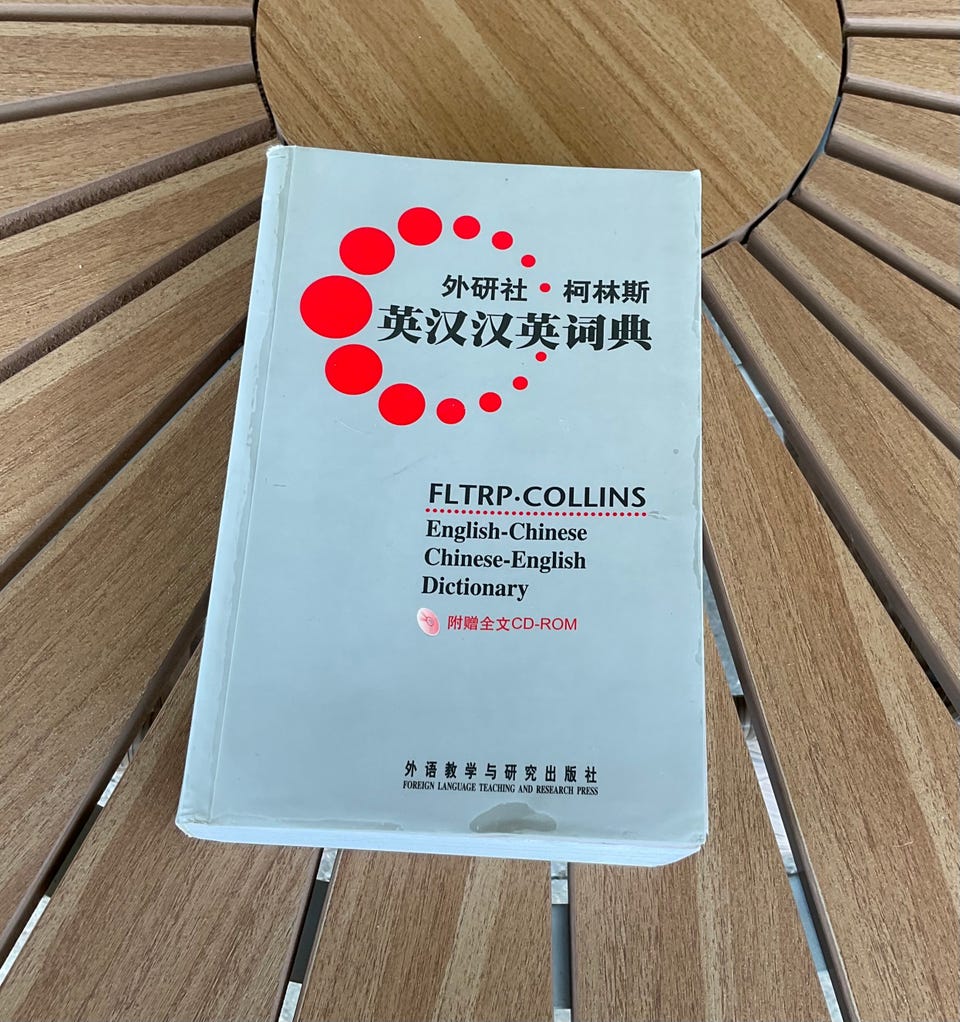 外研社·柯林斯
英汉汉英词典
FLTRP·COLLINS
English-Chinese
Chinese-English
Dictionary
附赠全文CD-ROM
外语教学与研究出版社
FOREIGN LANGUAGE TEACHING AND RESEARCH PRESS